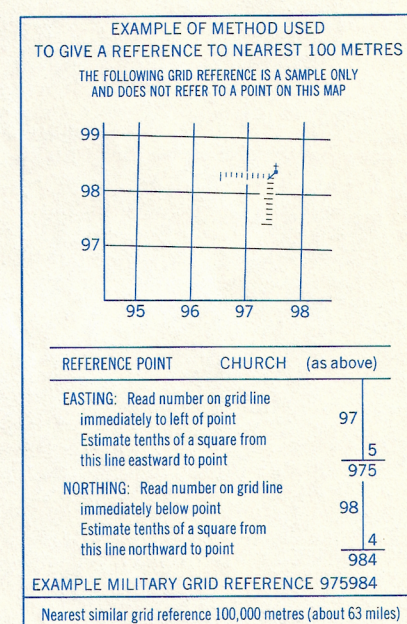 EXAMPLE OF METHOD USED
TO GIVE A REFERENCE TO NEAREST 100 METRES
THE FOLLOWING GRID REFERENCE IS A SAMPLE ONLY
AND DOES NOT REFER TO A POINT ON THIS MAP
99
98
97
95 96 97 98
REFERENCE POINT CHURCH (as above)
EASTING: Read number on grid line
immediately to left of point 97
Estimate tenths of a square from
this line eastward to point 5
975
NORTHING: Read number on grid line
immediately below point 98
Estimate tenths of a square from
this line northward to point 4
984
EXAMPLE MILITARY GRID REFERENCE 975984
Nearest similar grid reference 100,000 metres (about 63 miles)